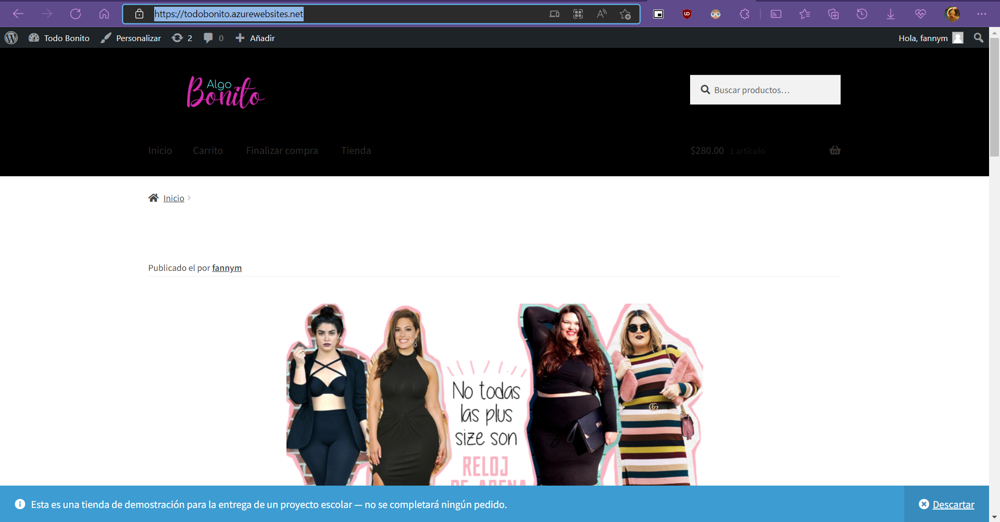 https://todobonito.azurewebsites.net
Todo Bonito Personalizar 2 0 Añadir Hola, fannym
Algo
Bonito
Buscar productos…
Inicio Carrito Finalizar compra Tienda $280.00 1 artículo
Inicio
Publicado el por fannym
No todas
las plus
size son
RELOJ
DE ARENA
Esta es una tienda de demostración para la entrega de un proyecto escolar — no se completará ningún pedido. Descartar